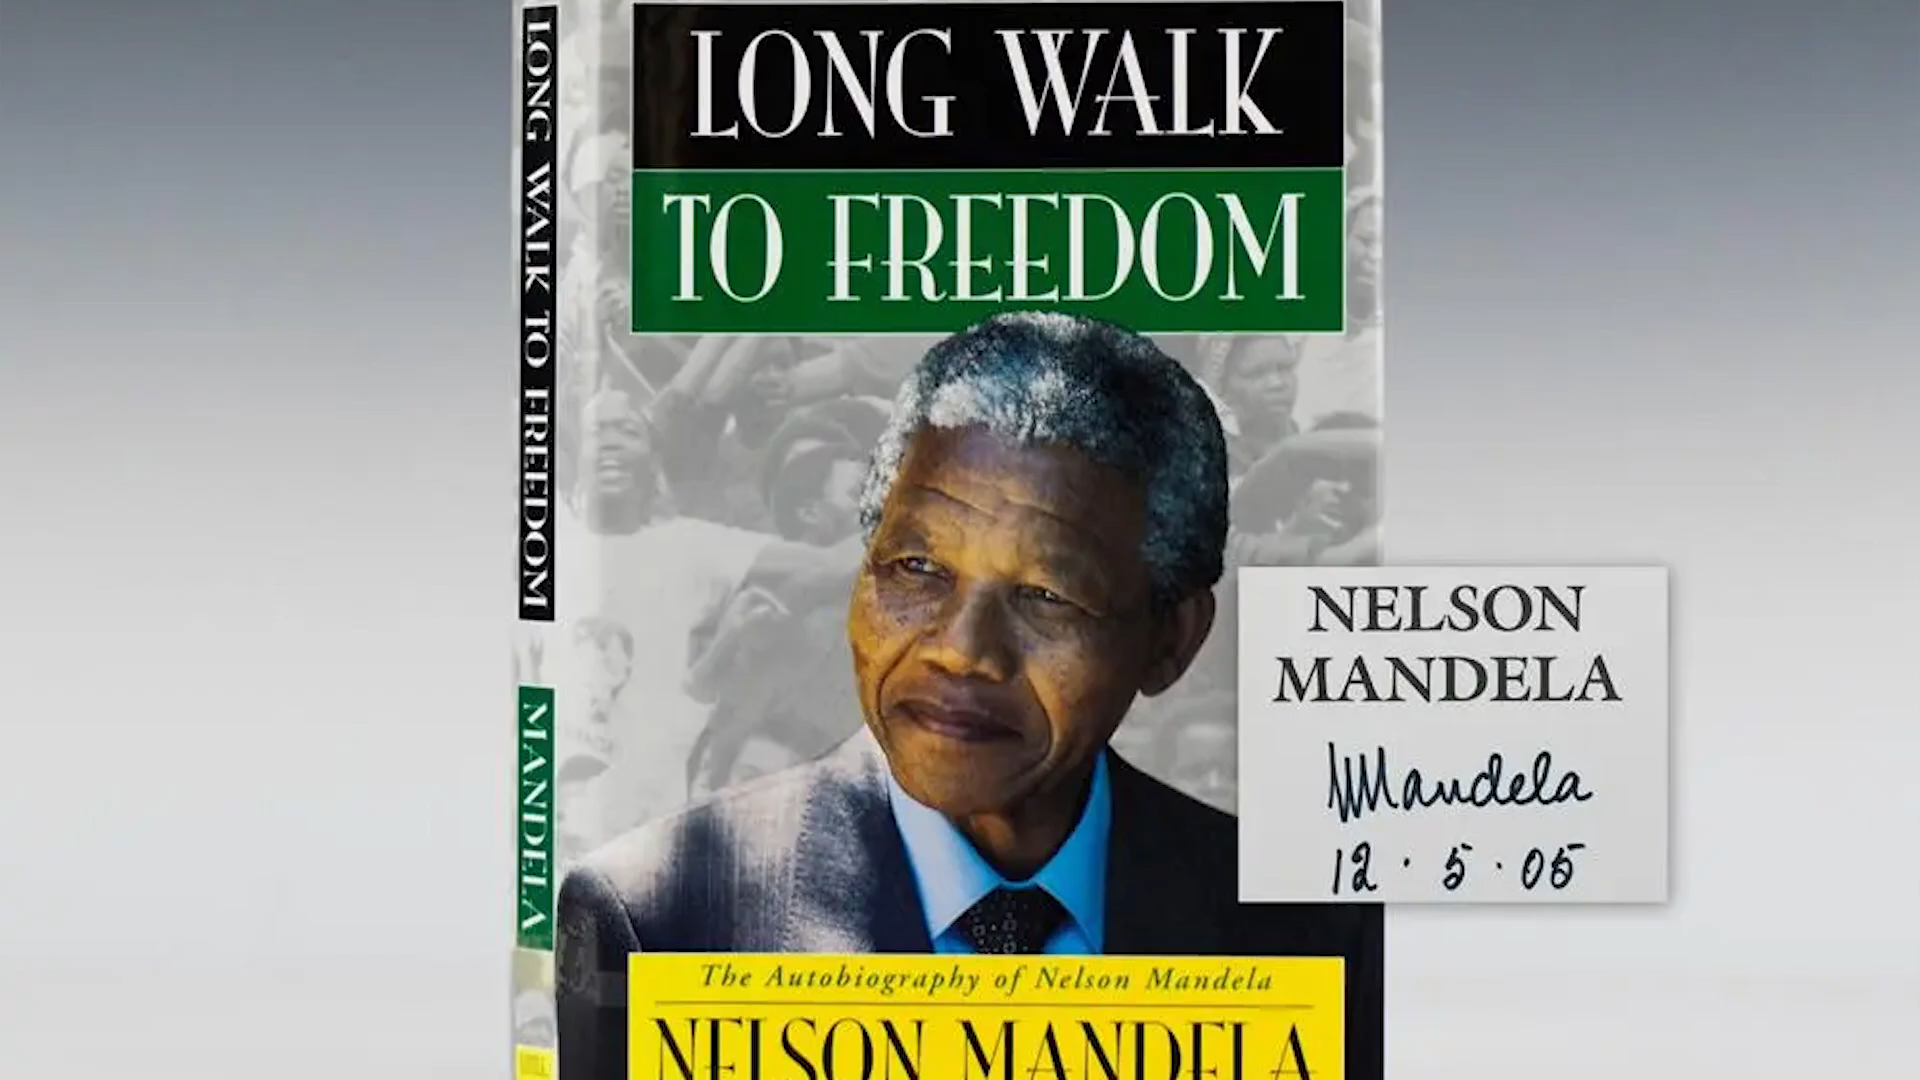 LONG WALK TO FREEDOM
MANDELA
LONG WALK
TO FREEDOM
The Autobiography of Nelson Mandela
NELSON MANDELA
NELSON
MANDELA
NMandela
12·5·05